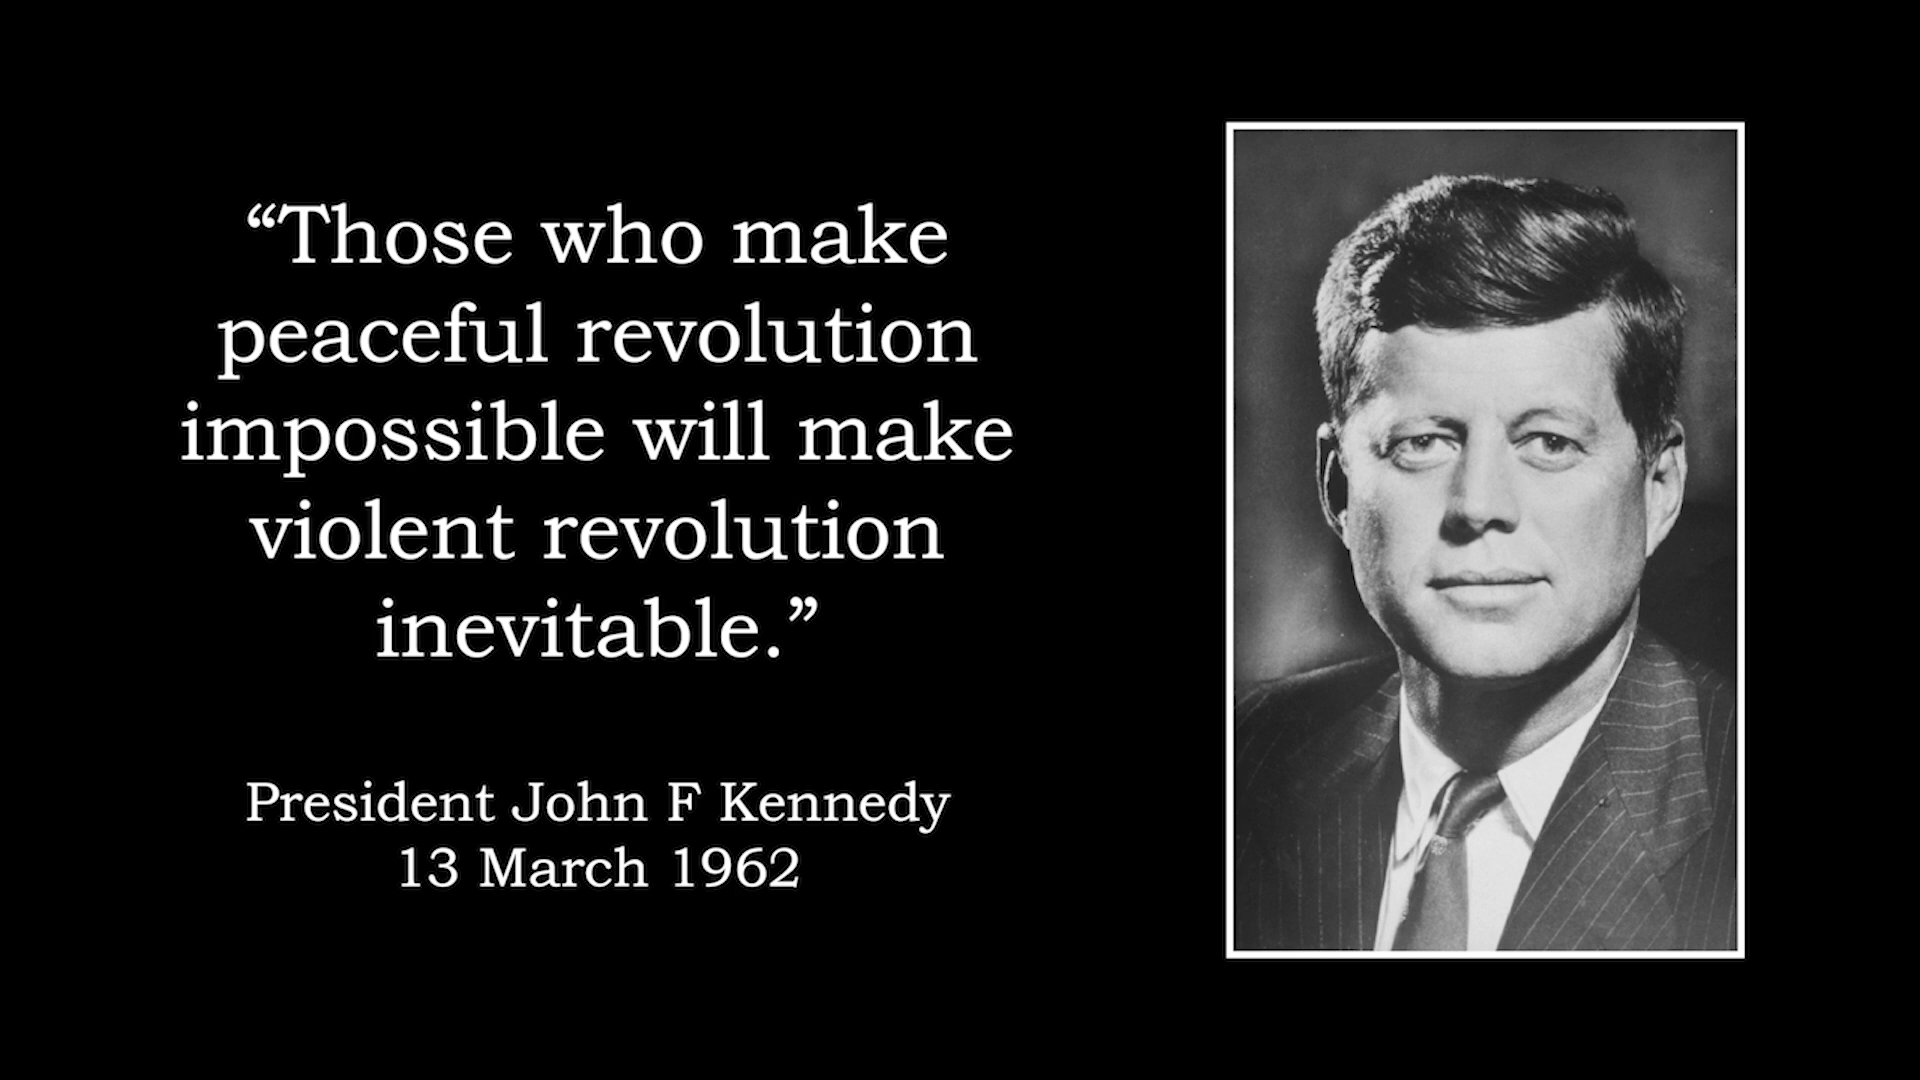 “Those who make
peaceful revolution
impossible will make
violent revolution
inevitable.”
President John F Kennedy
13 March 1962